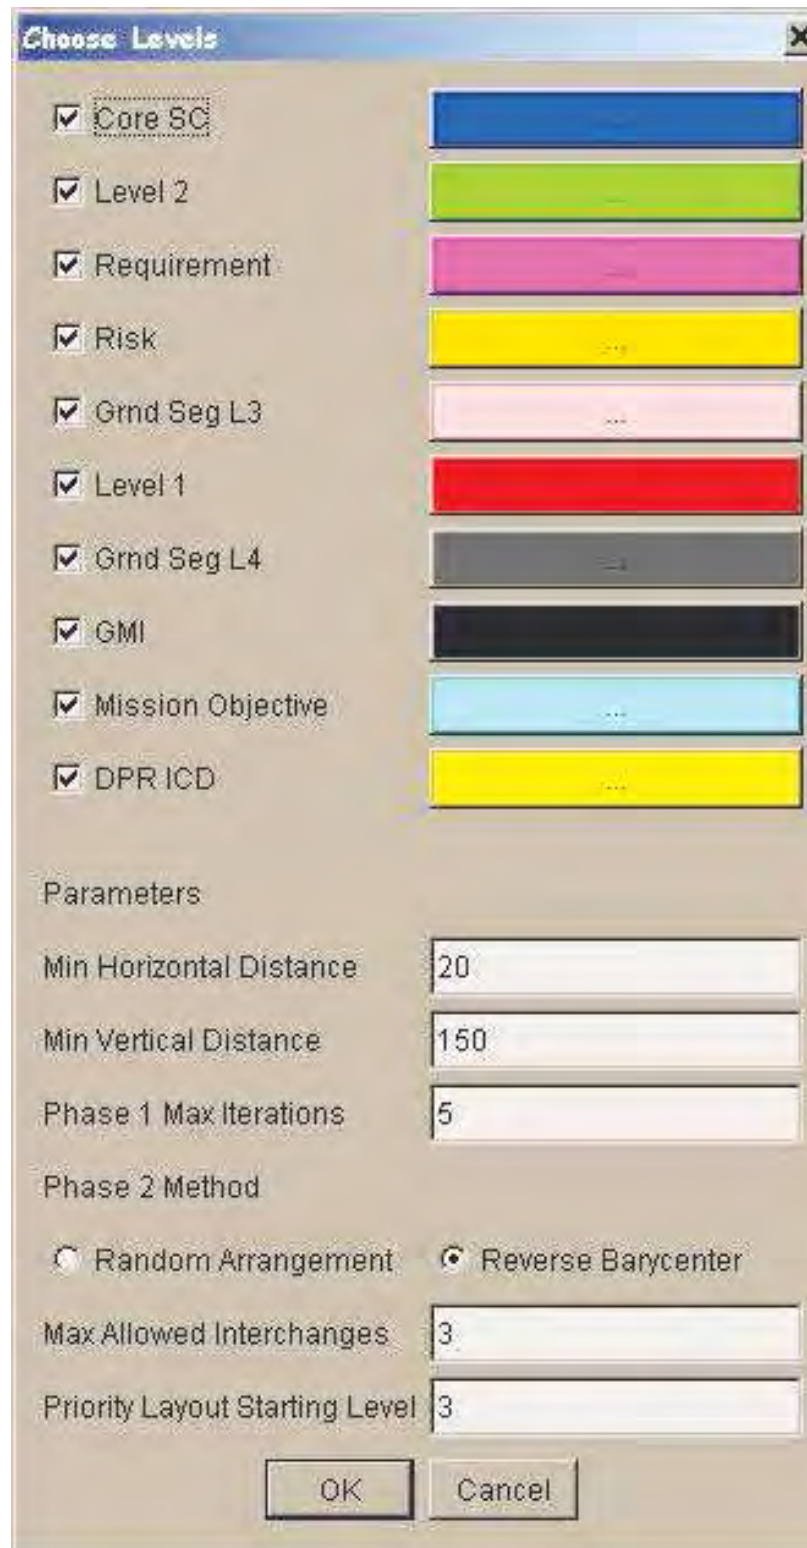 Choose Levels
Core SC ...
Level 2 ...
Requirement ...
Risk ...
Grnd Seg L3 ...
Level 1
Grnd Seg L4 ...
GMI
Mission Objective ...
DPR ICD ...
Parameters
Min Horizontal Distance 20
Min Vertical Distance 150
Phase 1 Max Iterations 5
Phase 2 Method
Random Arrangement Reverse Barycenter
Max Allowed Interchanges 3
Priority Layout Starting Level 3
OK Cancel